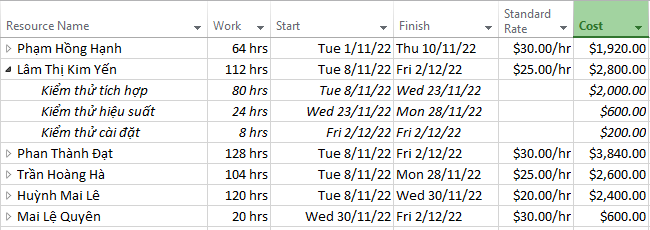 Resource Name Work Start Finish Standard Rate Cost
Phạm Hồng Hạnh 64 hrs Tue 1/11/22 Thu 10/11/22 $30.00/hr $1,920.00
Lâm Thị Kim Yến 112 hrs Tue 8/11/22 Fri 2/12/22 $25.00/hr $2,800.00
Kiểm thử tích hợp 80 hrs Tue 8/11/22 Wed 23/11/22 $2,000.00
Kiểm thử hiệu suất 24 hrs Wed 23/11/22 Mon 28/11/22 $600.00
Kiểm thử cài đặt 8 hrs Fri 2/12/22 Fri 2/12/22 $200.00
Phan Thành Đạt 128 hrs Tue 8/11/22 Fri 2/12/22 $30.00/hr $3,840.00
Trần Hoàng Hà 104 hrs Tue 8/11/22 Mon 28/11/22 $25.00/hr $2,600.00
Huỳnh Mai Lê 120 hrs Tue 8/11/22 Wed 30/11/22 $20.00/hr $2,400.00
Mai Lệ Quyên 20 hrs Wed 30/11/22 Fri 2/12/22 $30.00/hr $600.00